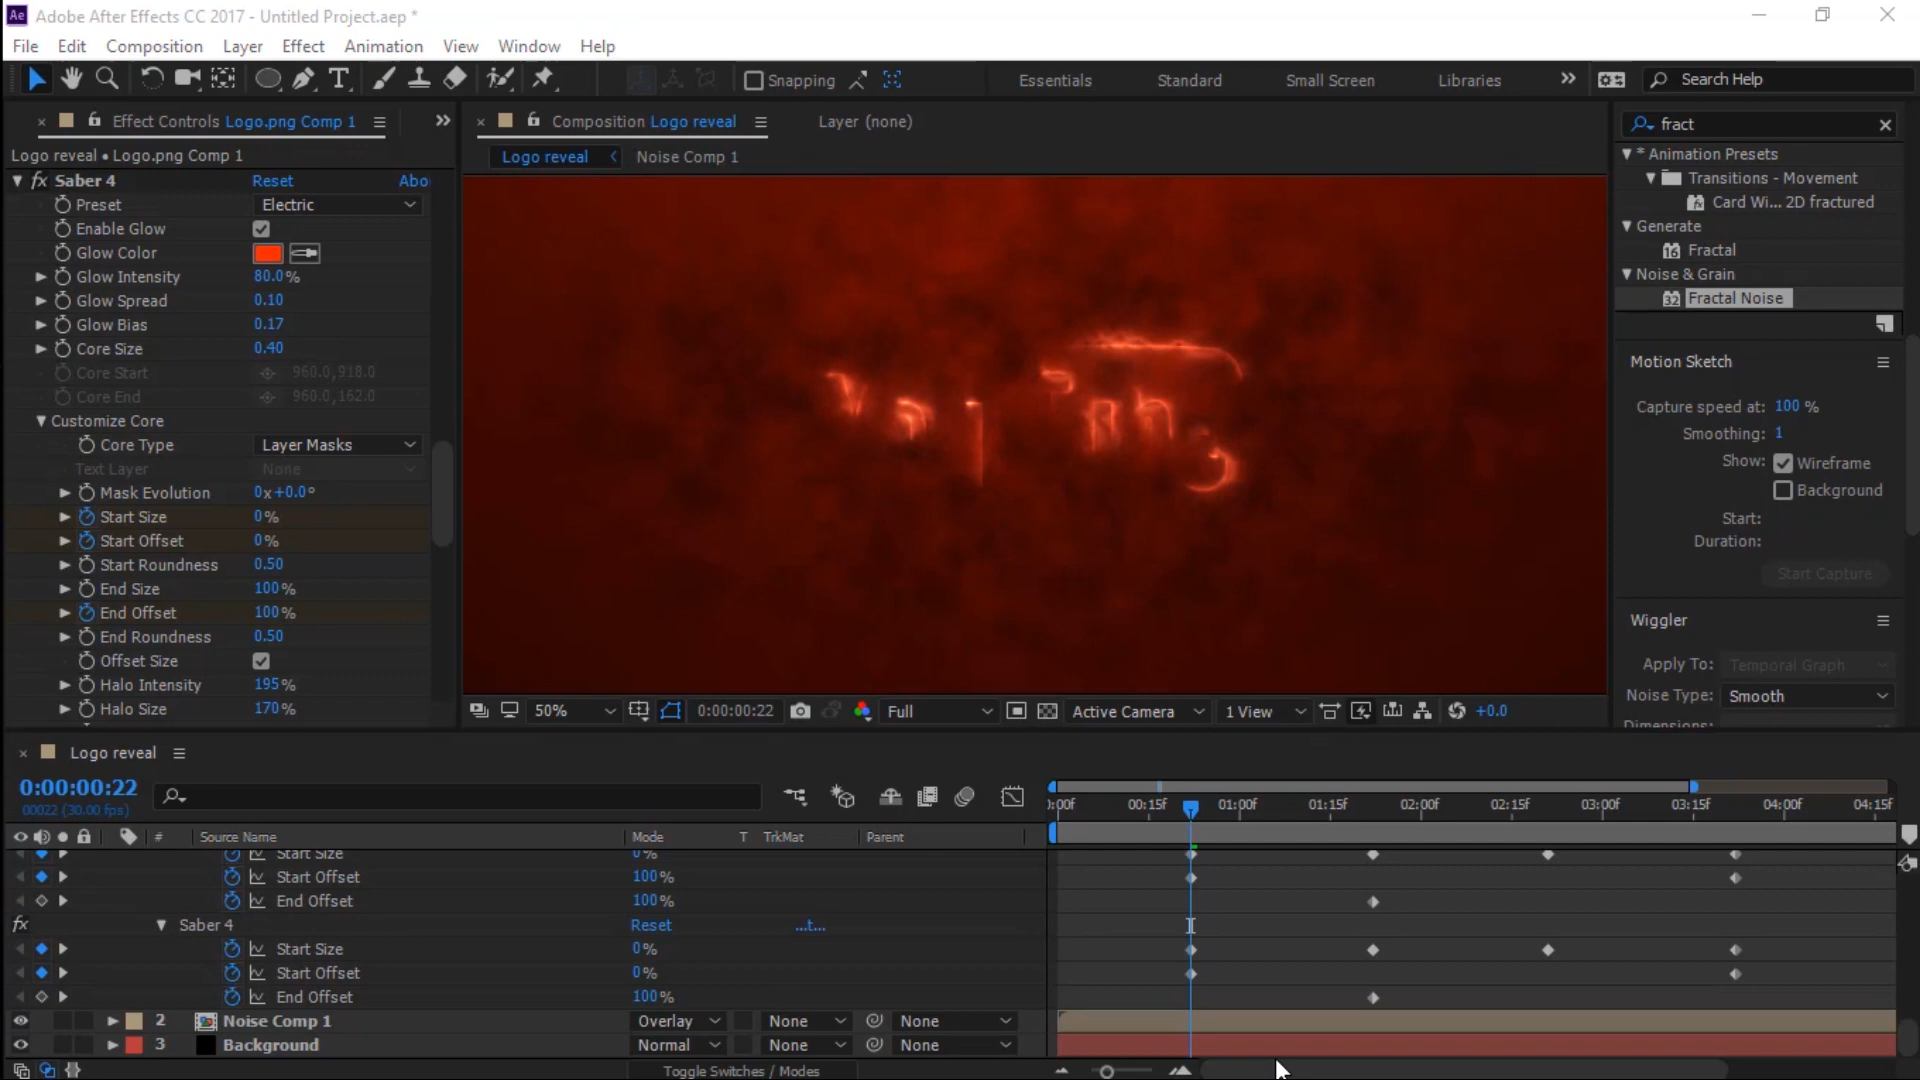 Adobe After Effects CC 2017 - Untitled Project.aep *
File Edit Composition Layer Effect Animation View Window Help
Snapping
Essentials Standard Small Screen Libraries
Search Help
Effect Controls Logo.png Comp 1
Logo reveal • Logo.png Comp 1
fx Saber 4 Reset Abo
Preset Electric
Enable Glow
Glow Color
Glow Intensity 80.0%
Glow Spread 0.10
Glow Bias 0.17
Core Size 0.40
Core Start 960.0,918.0
Core End 960.0,162.0
Customize Core
Core Type Layer Masks
Text Layer None
Mask Evolution 0x+0.0°
Start Size 0%
Start Offset 0%
Start Roundness 0.50
End Size 100%
End Offset 100%
End Roundness 0.50
Offset Size
Halo Intensity 195%
Halo Size 170%
Composition Logo reveal
Layer (none)
Logo reveal Noise Comp 1
50% 0:00:00:22 Full Active Camera 1 View +0.0
fract
* Animation Presets
Transitions - Movement
Card Wi... 2D fractured
Generate
16 Fractal
Noise & Grain
32 Fractal Noise
Motion Sketch
Capture speed at: 100 %
Smoothing: 1
Show: Wireframe
Background
Start:
Duration:
Start Capture
Wiggler
Apply To: Temporal Graph
Noise Type: Smooth
Dimensions:
Logo reveal
0:00:00:22
00022 (30.00 fps)
:00f 00:15f 01:00f 01:15f 02:00f 02:15f 03:00f 03:15f 04:00f 04:15f
# Source Name Mode T TrkMat Parent
Start Size 0%
Start Offset 100%
End Offset 100%
fx Saber 4 Reset ...t...
Start Size 0%
Start Offset 0%
End Offset 100%
2 Noise Comp 1 Overlay None None
3 Background Normal None None
Toggle Switches / Modes